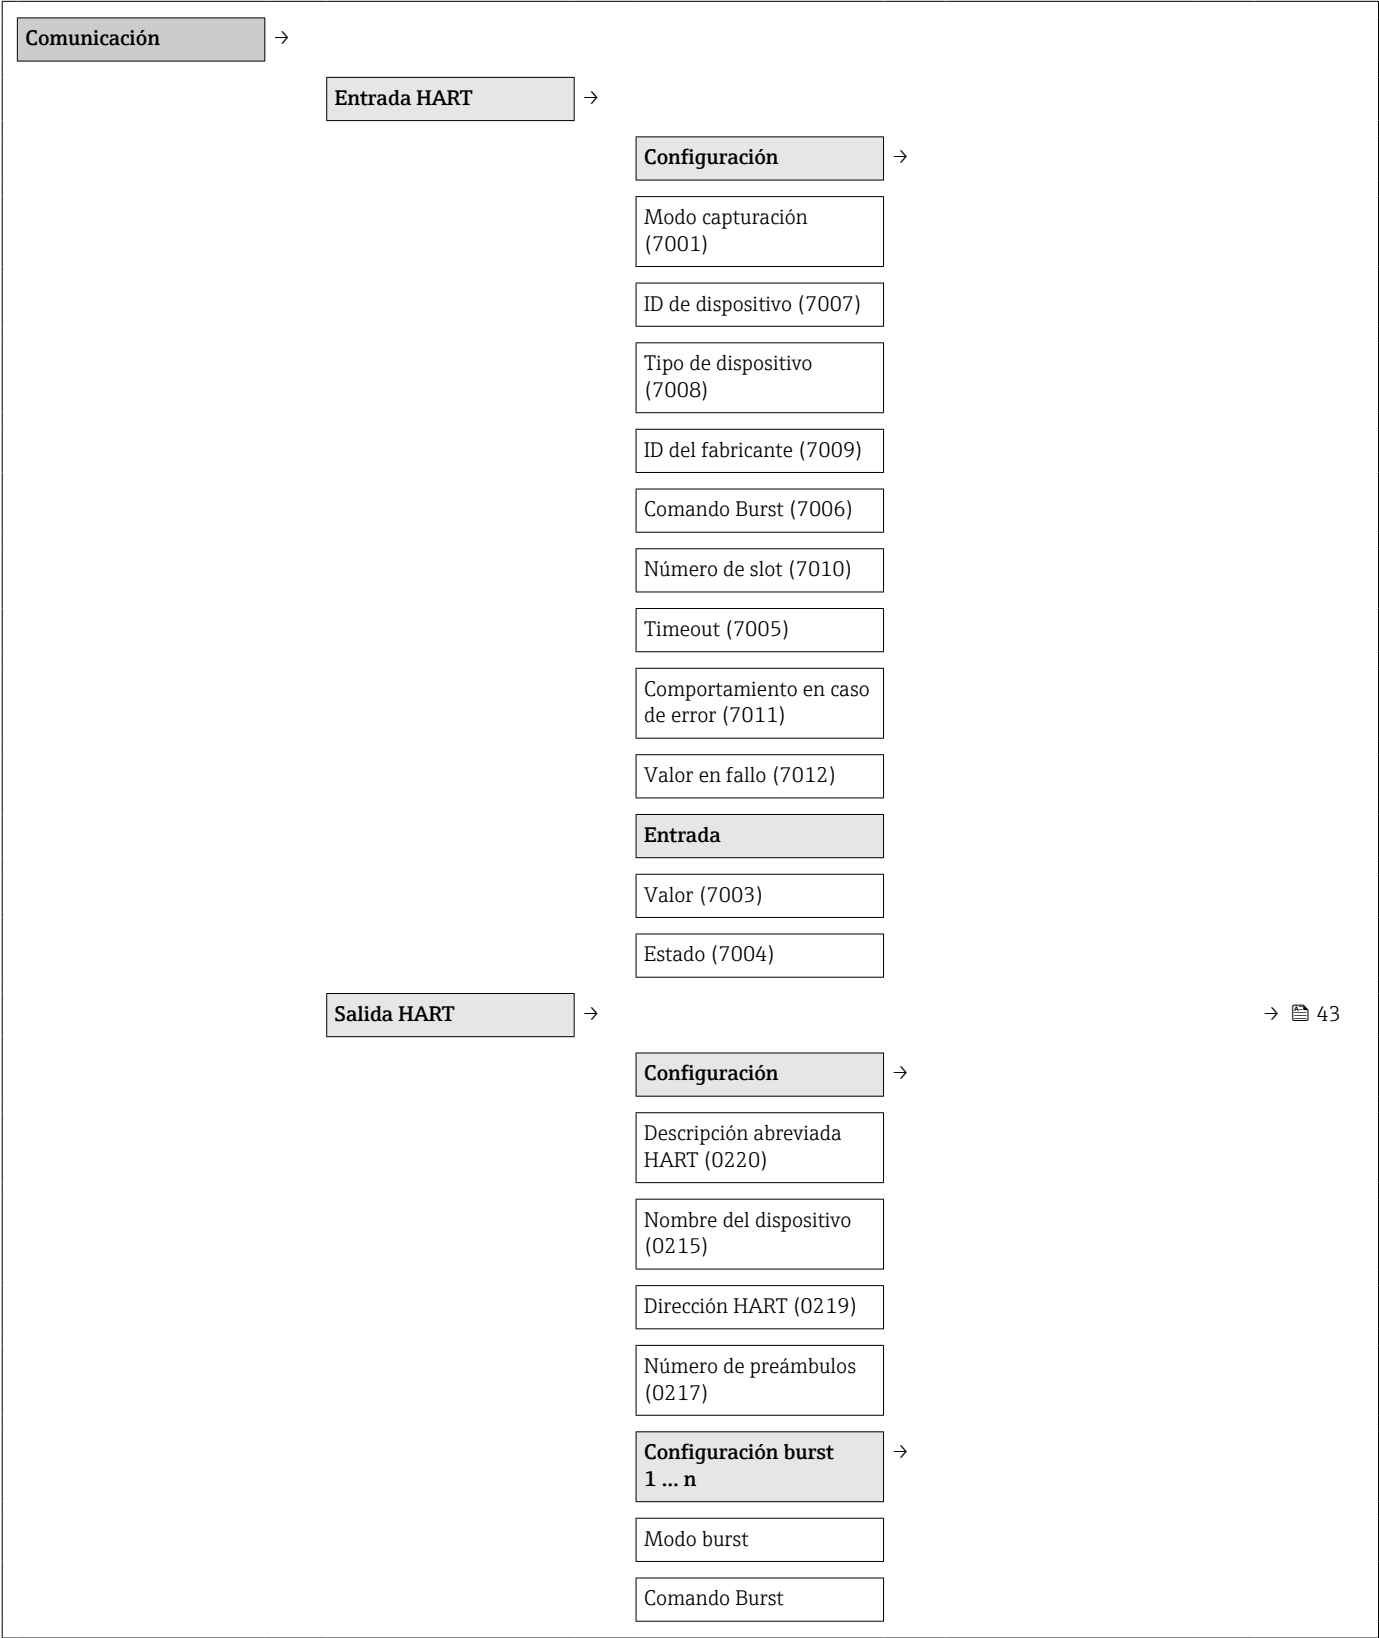 Comunicación →
Entrada HART →
Configuración →
Modo capturación
(7001)
ID de dispositivo (7007)
Tipo de dispositivo
(7008)
ID del fabricante (7009)
Comando Burst (7006)
Número de slot (7010)
Timeout (7005)
Comportamiento en caso
de error (7011)
Valor en fallo (7012)
Entrada
Valor (7003)
Estado (7004)
Salida HART → → 43
Configuración →
Descripción abreviada
HART (0220)
Nombre del dispositivo
(0215)
Dirección HART (0219)
Número de preámbulos
(0217)
Configuración burst →
1 ... n
Modo burst
Comando Burst